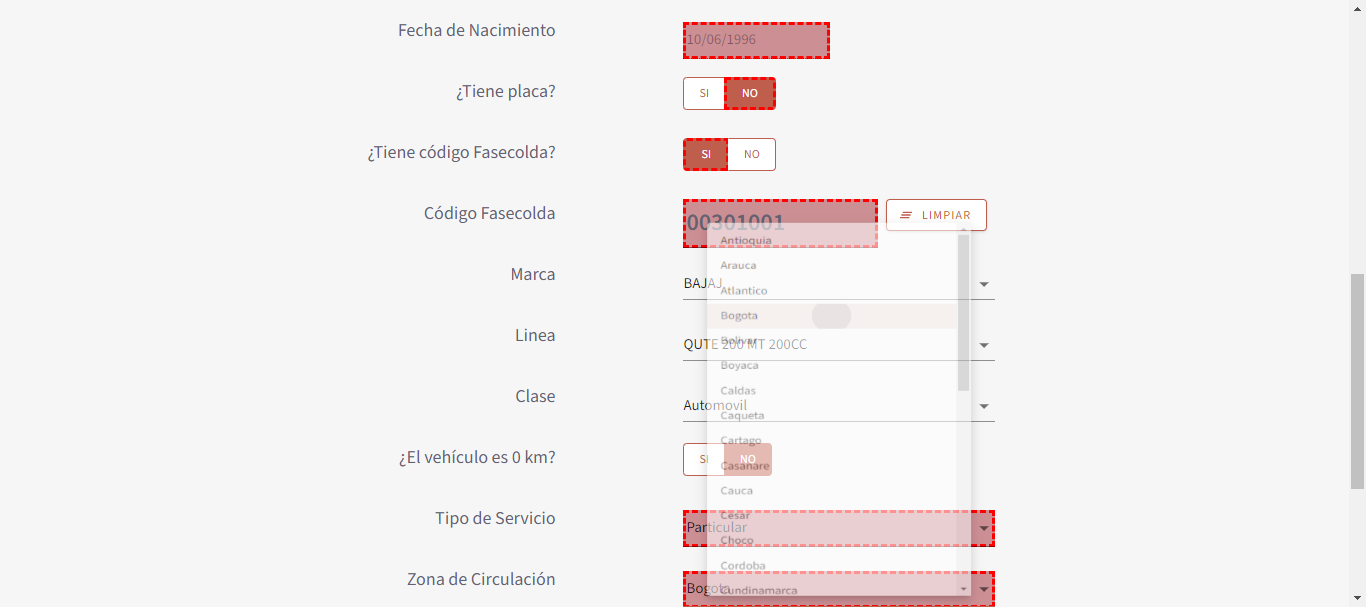 Fecha de Nacimiento
10/06/1996
¿Tiene placa?
SI
NO
¿Tiene código Fasecolda?
SI
NO
Código Fasecolda
00301001
LIMPIAR
Antioquia
Arauca
Marca
BAJAJ
Atlantico
Bogota
Linea
QUTE 200 MT 200CC
Bolivar
Boyaca
Caldas
Clase
Automovil
Caqueta
Cartago
¿El vehículo es 0 km?
SI
NO
Casanare
Cauca
Cesar
Tipo de Servicio
Particular
Choco
Cordoba
Zona de Circulación
Bogota
Cundinamarca